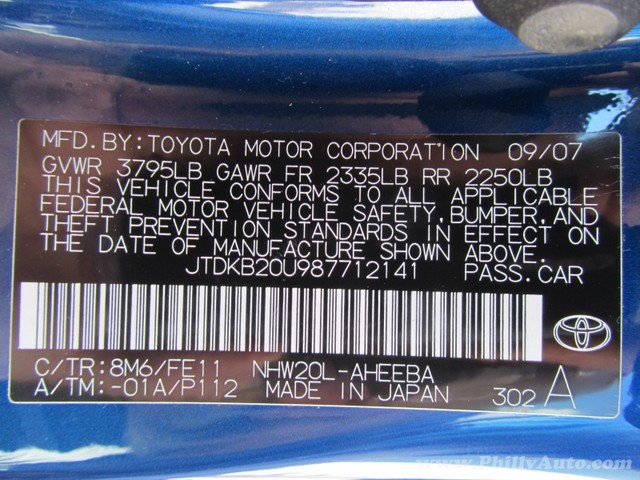 MFD. BY: TOYOTA MOTOR CORPORATION 09/07
GVWR 3795LB GAWR FR 2335LB RR 2250LB
THIS VEHICLE CONFORMS TO ALL APPLICABLE
FEDERAL MOTOR VEHICLE SAFETY, BUMPER, AND
THEFT PREVENTION STANDARDS IN EFFECT ON
THE DATE OF MANUFACTURE SHOWN ABOVE.
JTDKB20U987712141 PASS. CAR
C/TR: 8M6/FE11 NHW20L-AHEEBA
A/TM: -01A/P112 MADE IN JAPAN 302 A
www.PhillyAuto.com